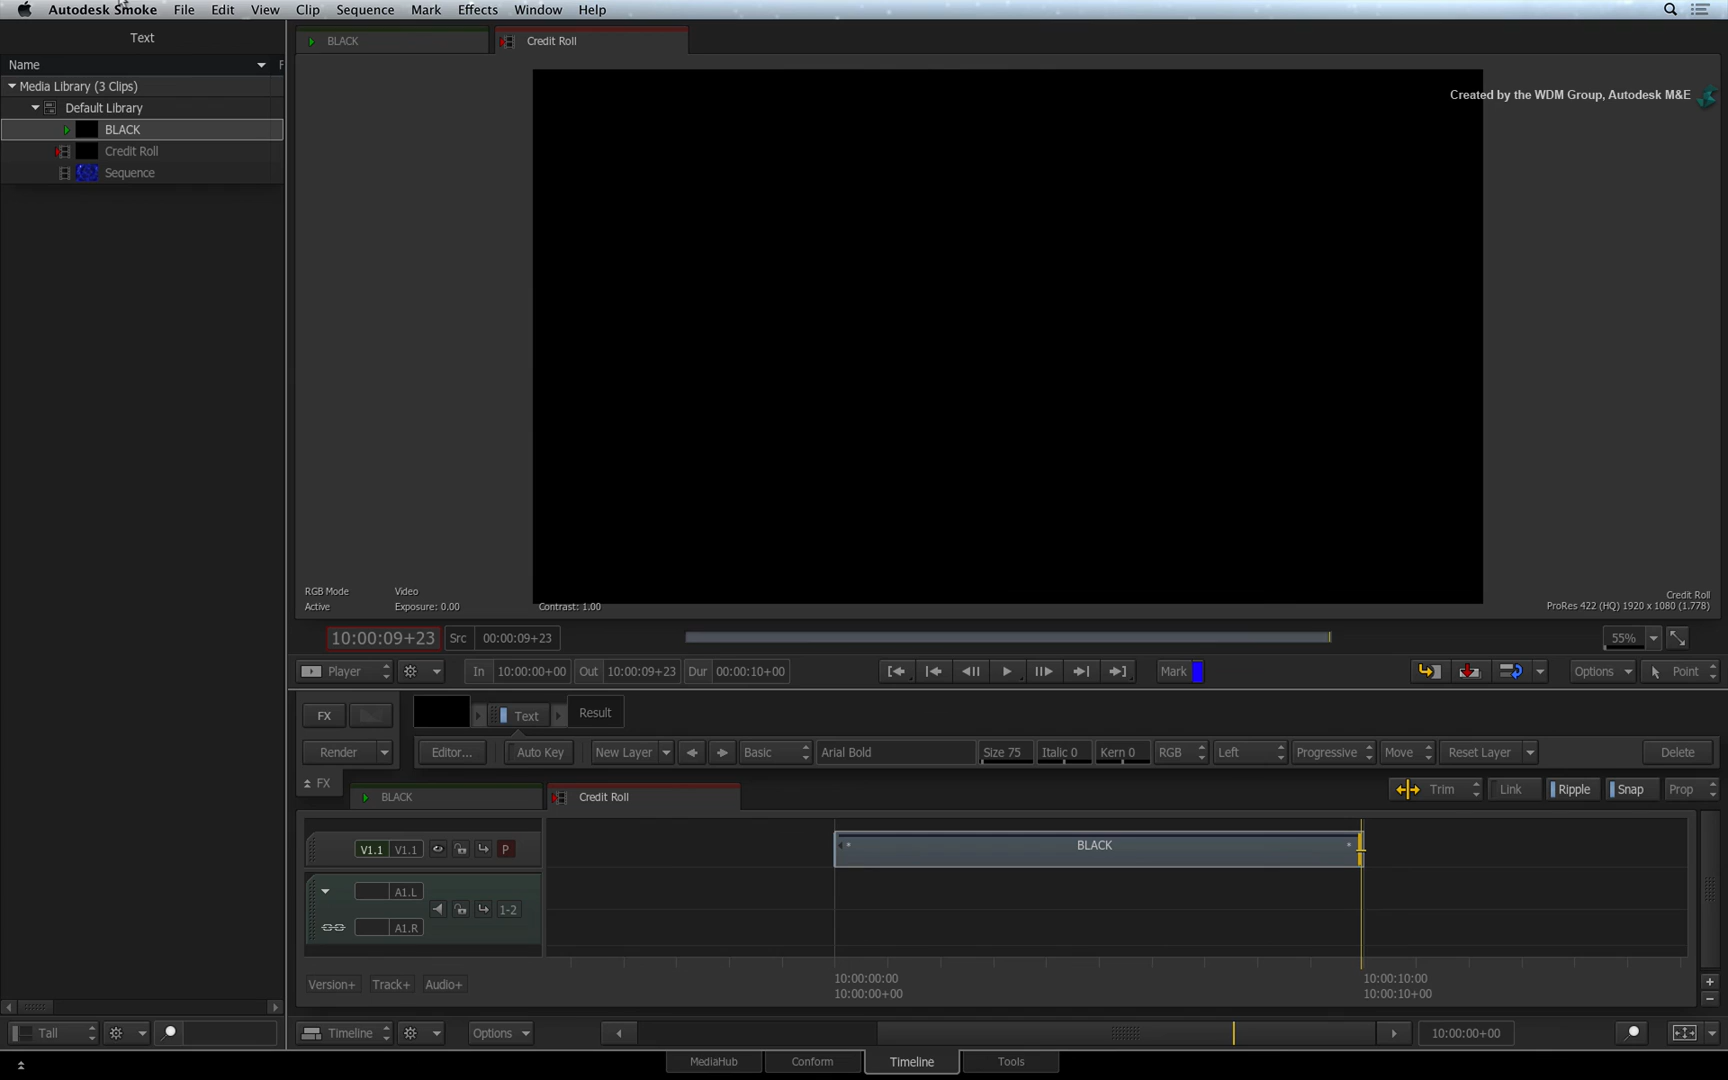 Autodesk Smoke File Edit View Clip Sequence Mark Effects Window Help
Text
Name F
Media Library (3 Clips)
Default Library
BLACK
Credit Roll
Sequence
BLACK
Credit Roll
Created by the WDM Group, Autodesk M&E
RGB Mode Video
Active Exposure: 0.00 Contrast: 1.00
Credit Roll
ProRes 422 (HQ) 1920 x 1080 (1.778)
10:00:09+23 Src 00:00:09+23 55%
Player In 10:00:00+00 Out 10:00:09+23 Dur 00:00:10+00 Mark Options Point
FX Text Result
Render Editor... Auto Key New Layer Basic Arial Bold Size 75 Italic 0 Kern 0 RGB Left Progressive Move Reset Layer Delete
FX BLACK Credit Roll Trim Link Ripple Snap Prop
V1.1 V1.1 P BLACK
A1.L
1-2
A1.R
10:00:00:00 10:00:10:00
10:00:00+00 10:00:10+00
Version+ Track+ Audio+
Tall Timeline Options 10:00:00+00
MediaHub Conform Timeline Tools